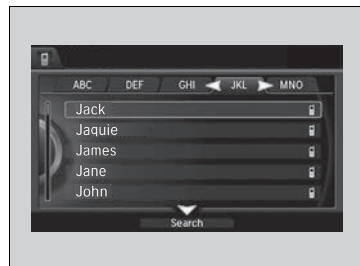 ABC DEF GHI JKL MNO
Jack
Jaquie
James
Jane
John
Search